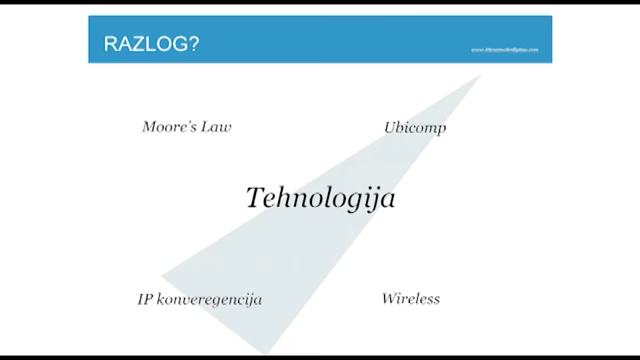 RAZLOG?
Moore's Law
Ubicomp
Tehnologija
IP konveregencija
Wireless